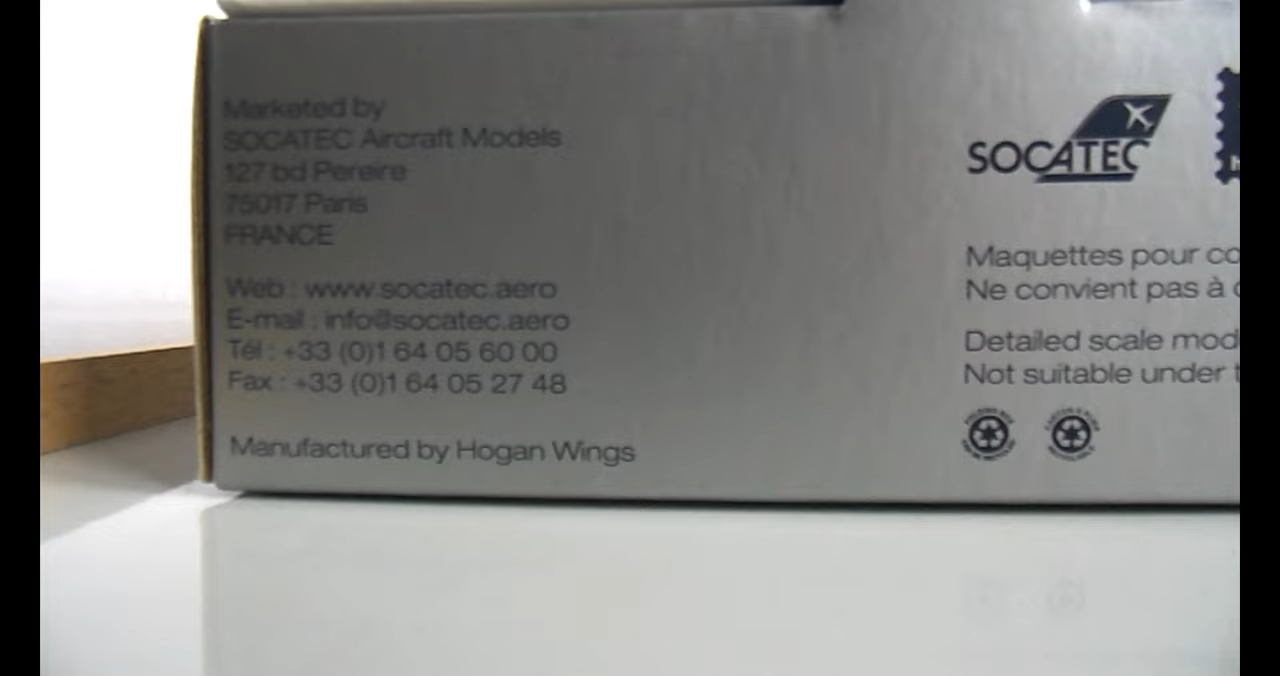 Marketed by
SOCATEC Aircraft Models
127 bd Pereire
75017 Paris
FRANCE
Web : www.socatec.aero
E-mail : info@socatec.aero
Tél : +33 (0)1 64 05 60 00
Fax : +33 (0)1 64 05 27 48
Manufactured by Hogan Wings
SOCATEC
Maquettes pour
Ne convient pas à
Detailed scale
Not suitable under